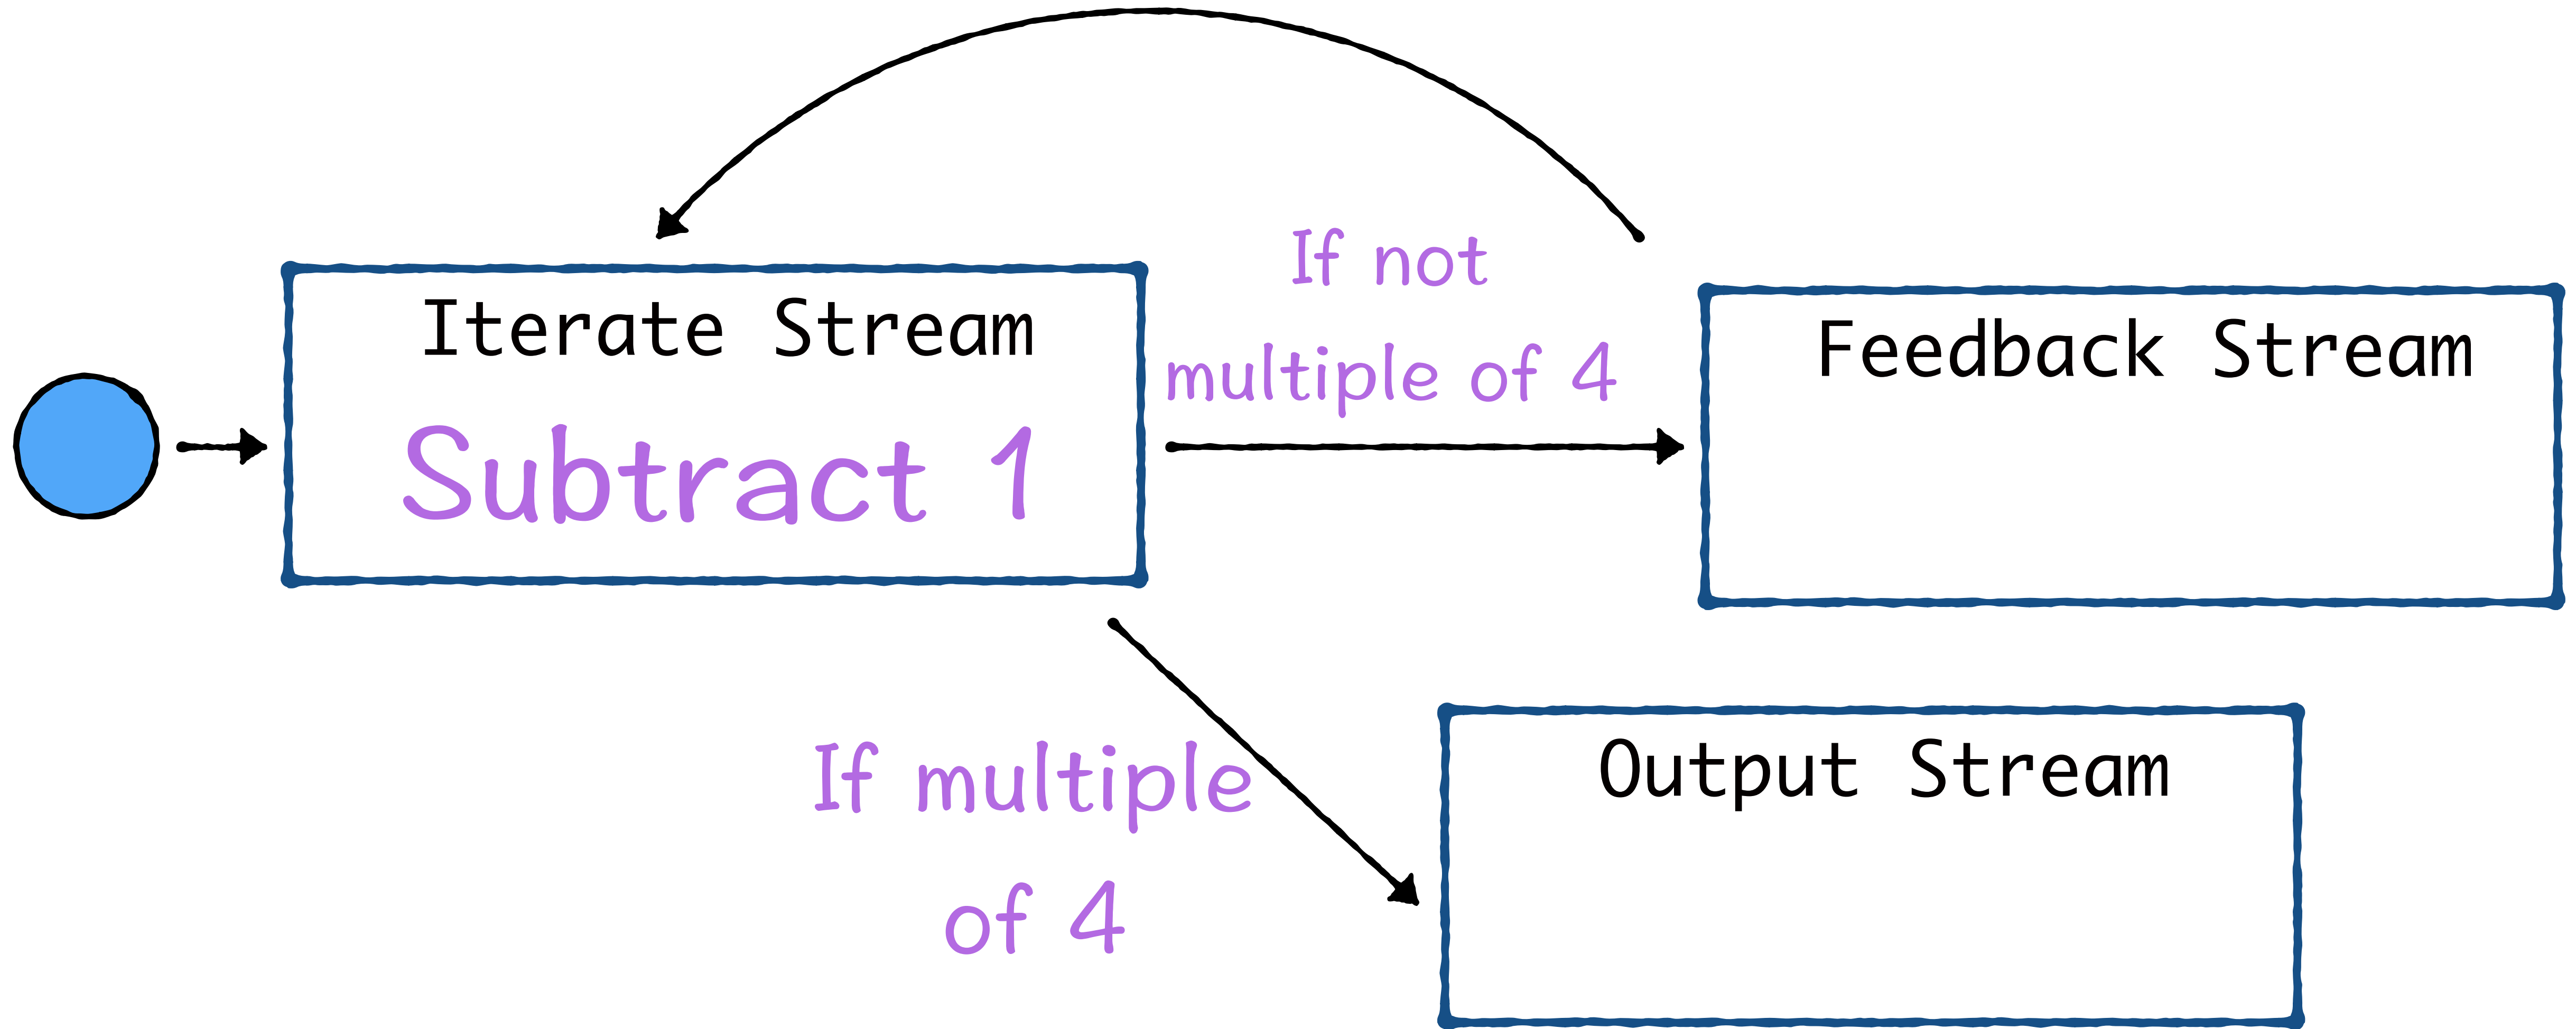 Iterate Stream
Subtract 1
If not
multiple of 4
Feedback Stream
If multiple
of 4
Output Stream